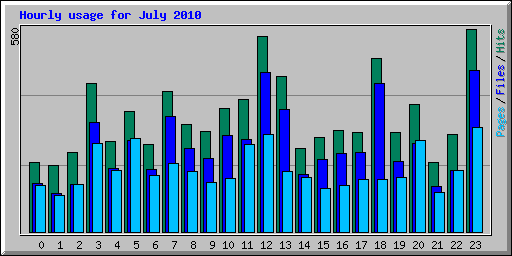 Hourly usage for July 2010
580
Pages/Files/Hits
0 1 2 3 4 5 6 7 8 9 10 11 12 13 14 15 16 17 18 19 20 21 22 23